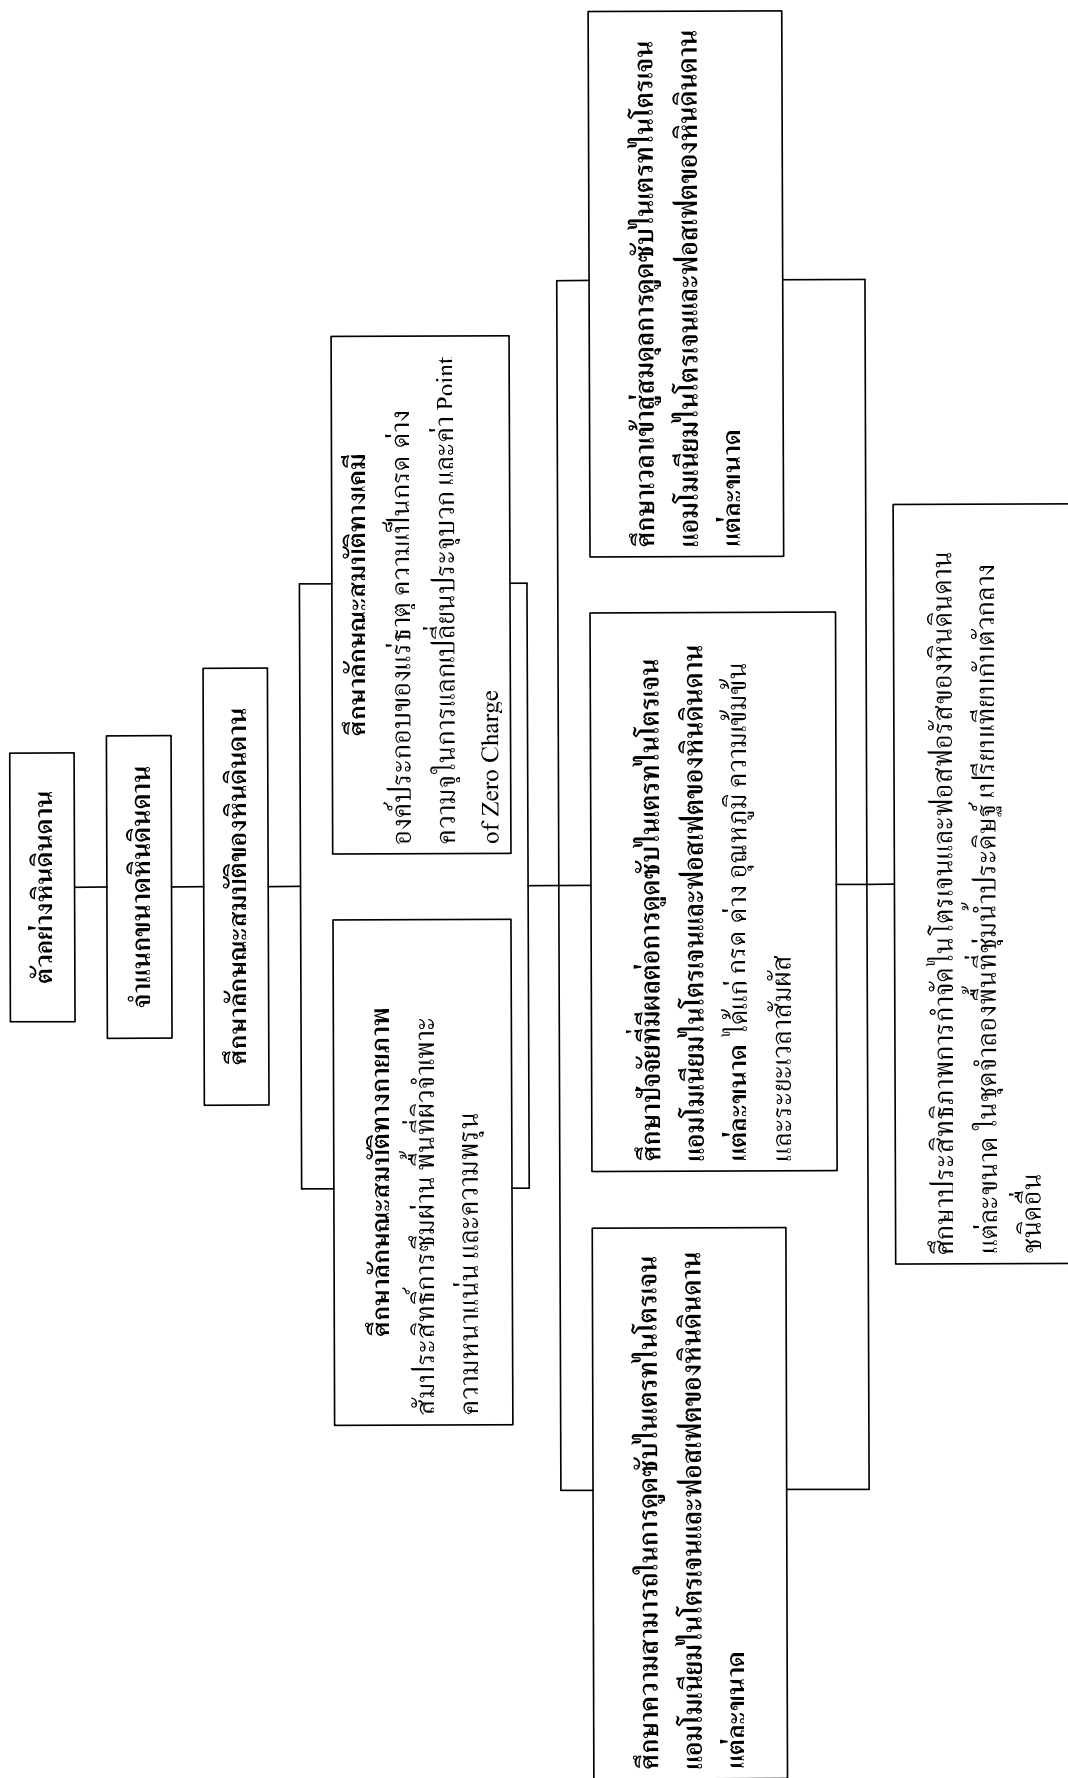 ตัวอย่างหินดินดาน
จำแนกขนาดหินดินดาน
ศึกษาลักษณะสมบัติของหินดินดาน
ศึกษาลักษณะสมบัติทางกายภาพ
สัมประสิทธิ์การซึมผ่าน พื้นที่ผิวจำเพาะ
ความหนาแน่น และความพรุน
ศึกษาลักษณะสมบัติทางเคมี
องค์ประกอบของแร่ธาตุ ความเป็นกรด ด่าง
ความจุในการแลกเปลี่ยนประจุบวก และค่า Point
of Zero Charge
ศึกษาความสามารถในการดูดซับไนเตรทไนโตรเจน
แอมโมเนียมไนโตรเจนและฟอสเฟตของหินดินดาน
แต่ละขนาด
ศึกษาปัจจัยที่มีผลต่อการดูดซับไนเตรทไนโตรเจน
แอมโมเนียมไนโตรเจนและฟอสเฟตของหินดินดาน
แต่ละขนาด ได้แก่ กรด ด่าง อุณหภูมิ ความเข้มข้น
และระยะเวลาสัมผัส
ศึกษาเวลาเข้าสู่สมดุลการดูดซับไนเตรทไนโตรเจน
แอมโมเนียมไนโตรเจนและฟอสเฟตของหินดินดาน
แต่ละขนาด
ศึกษาประสิทธิภาพการกำจัดไนโตรเจนและฟอสฟอรัสของหินดินดาน
แต่ละขนาด ในชุดจำลองพื้นที่ชุ่มน้ำประดิษฐ์ เปรียบเทียบกับตัวกลาง
ชนิดอื่น